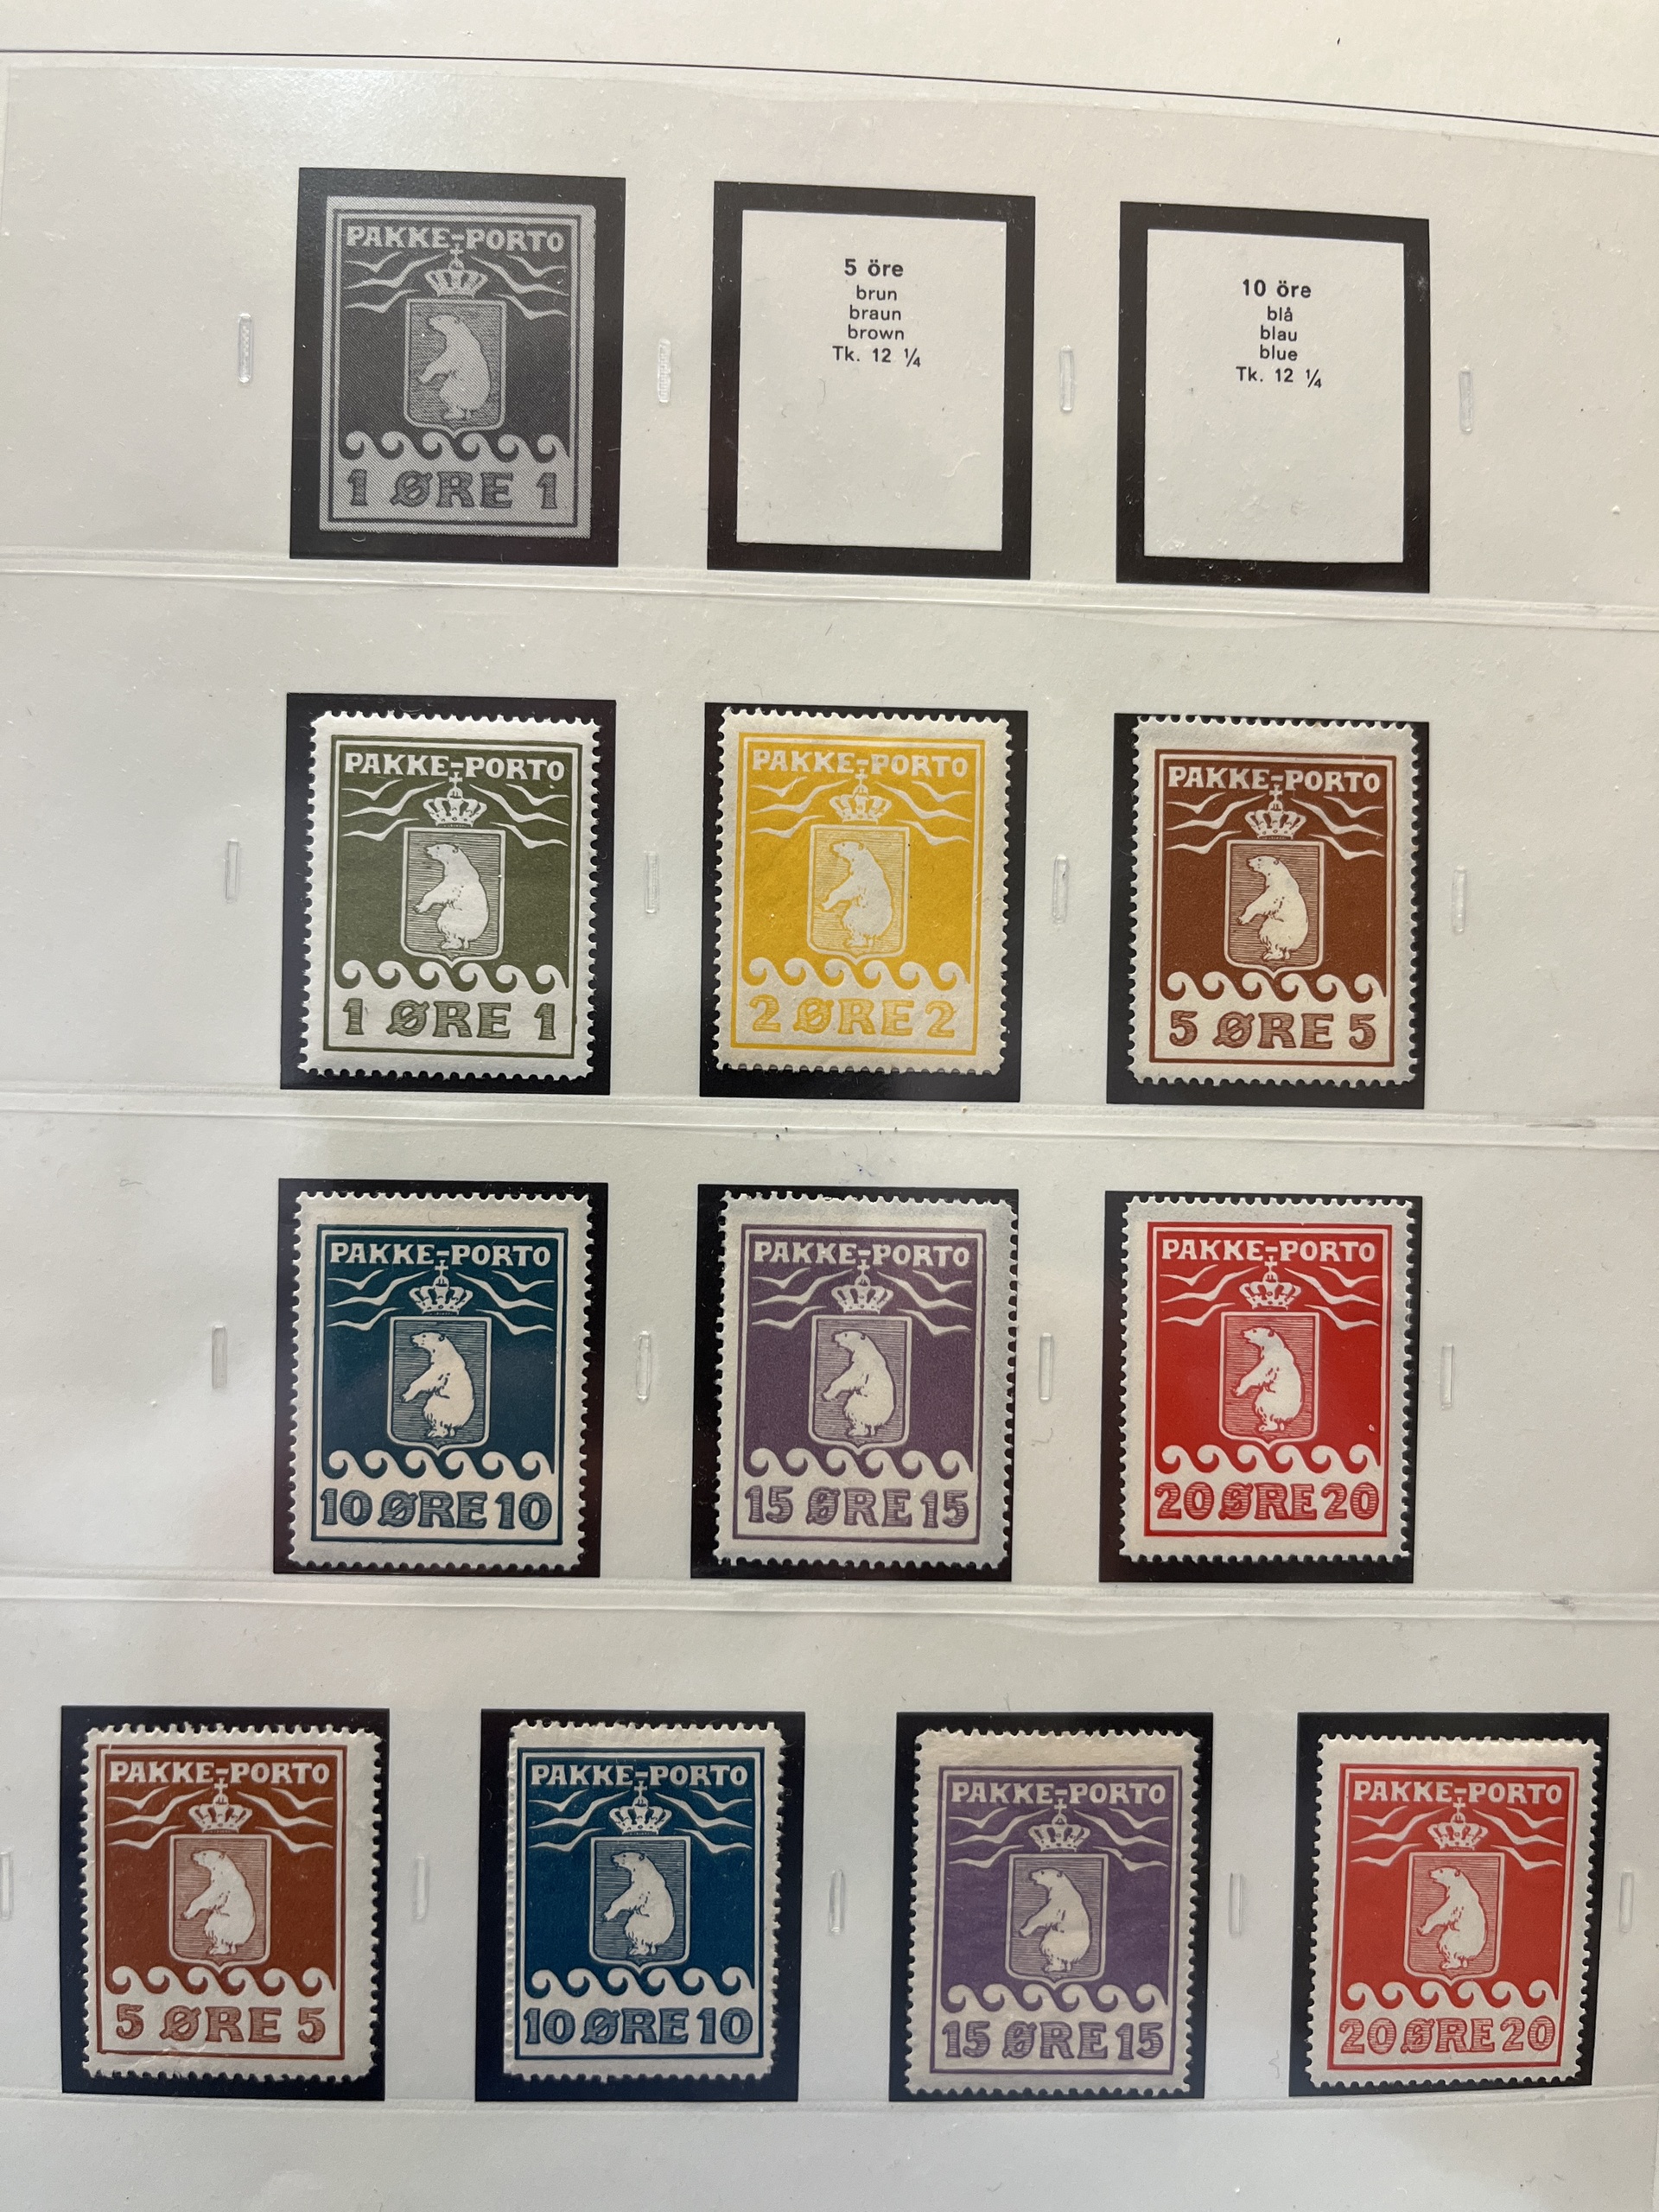 PAKKE-PORTO
1 ØRE 1
5 öre
brun
braun
brown
Tk. 12 ¼
10 öre
blå
blau
blue
Tk. 12 ¼
PAKKE-PORTO
1 ØRE 1
PAKKE-PORTO
2 ØRE 2
PAKKE-PORTO
5 ØRE 5
PAKKE-PORTO
10 ØRE 10
PAKKE-PORTO
15 ØRE 15
PAKKE-PORTO
20 ØRE 20
PAKKE-PORTO
5 ØRE 5
PAKKE-PORTO
10 ØRE 10
PAKKE-PORTO
15 ØRE 15
PAKKE-PORTO
20 ØRE 20